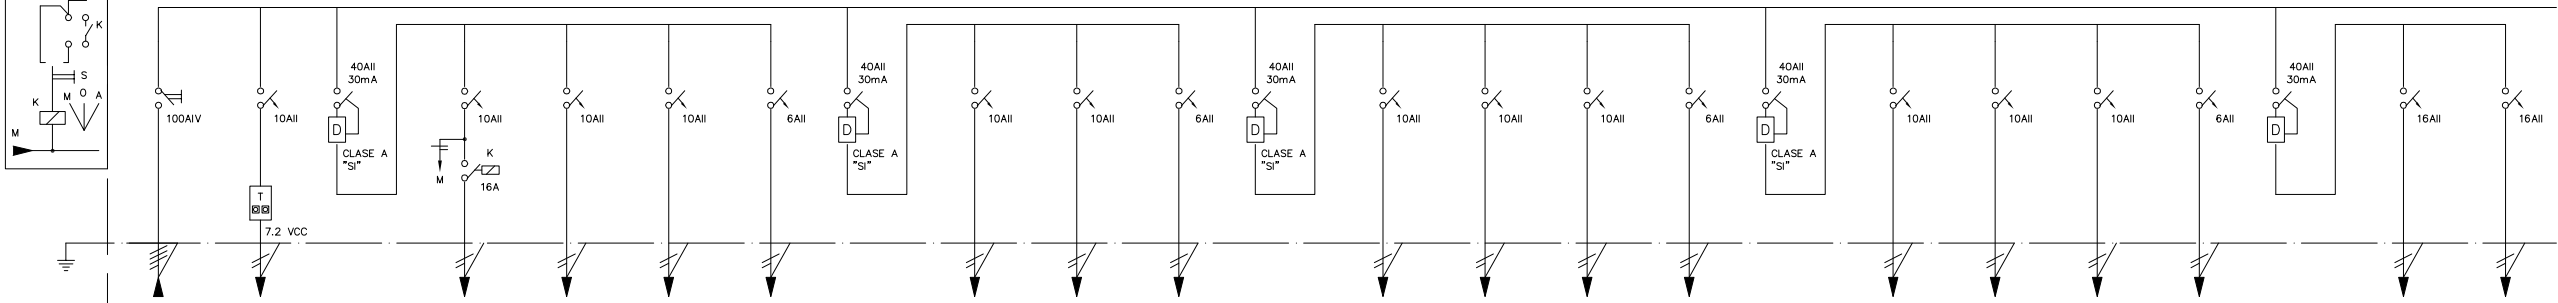 K
S
K M O A
M
100AIV
10AII
T
7.2 VCC
40AII
30mA
D
CLASE A
"SI"
10AII
M
K
16A
10AII
10AII
6AII
40AII
30mA
D
CLASE A
"SI"
10AII
10AII
6AII
40AII
30mA
D
CLASE A
"SI"
10AII
10AII
10AII
6AII
40AII
30mA
D
CLASE A
"SI"
10AII
10AII
10AII
6AII
40AII
30mA
D
16AII
16AII